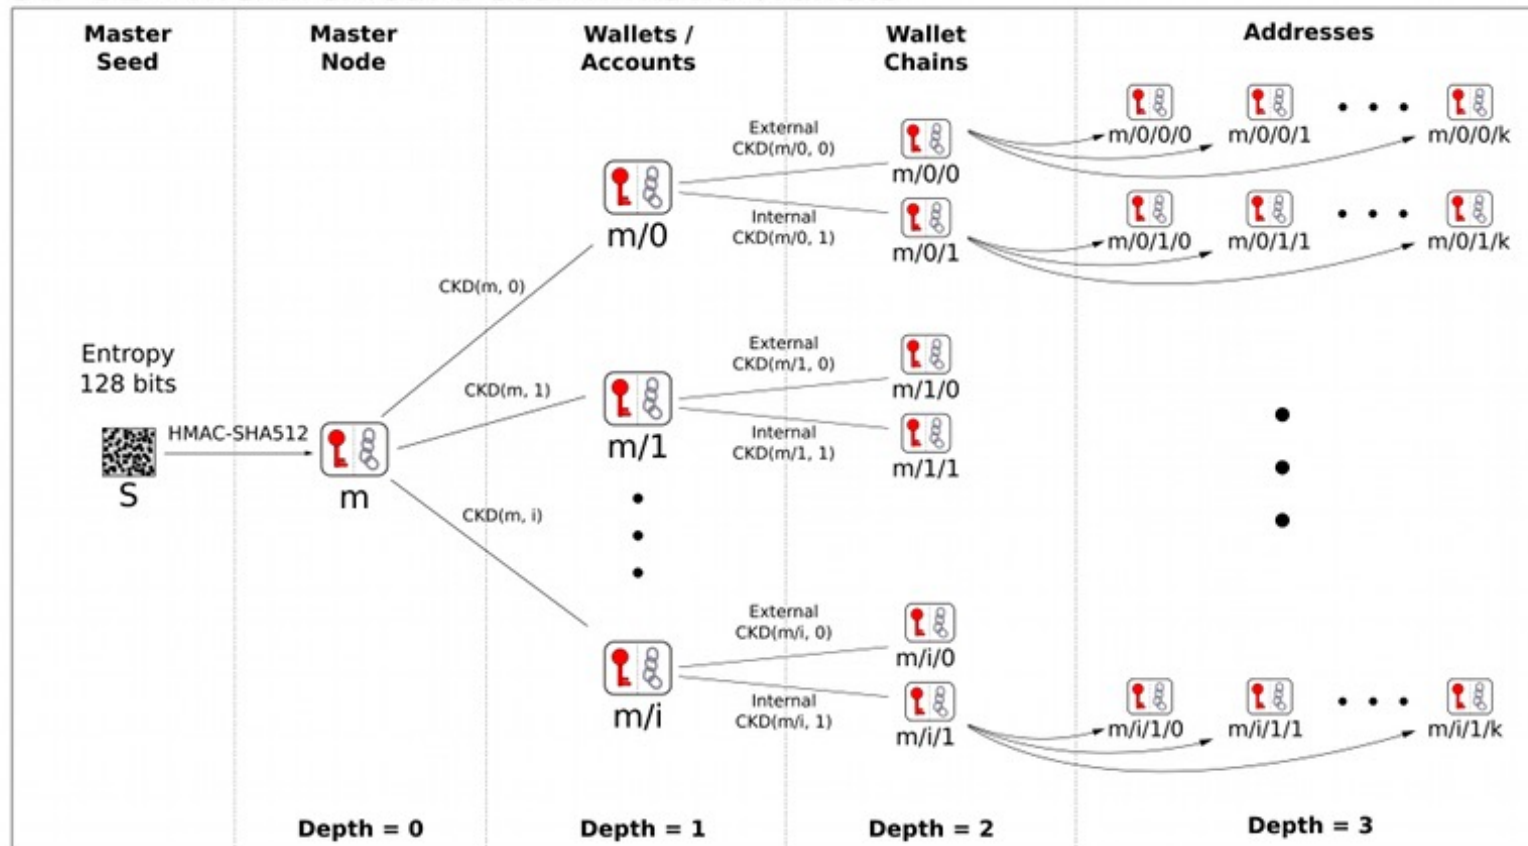 Master
Seed
Master
Node
Wallets /
Accounts
Wallet
Chains
Addresses
Entropy
128 bits
HMAC-SHA512
S
m
CKD(m, 0)
CKD(m, 1)
CKD(m, i)
m/0
m/1
m/i
External
CKD(m/0, 0)
Internal
CKD(m/0, 1)
External
CKD(m/1, 0)
Internal
CKD(m/1, 1)
External
CKD(m/i, 0)
Internal
CKD(m/i, 1)
m/0/0
m/0/1
m/1/0
m/1/1
m/i/0
m/i/1
m/0/0/0 m/0/0/1 m/0/0/k
m/0/1/0 m/0/1/1 m/0/1/k
m/i/1/0 m/i/1/1 m/i/1/k
Depth = 0
Depth = 1
Depth = 2
Depth = 3